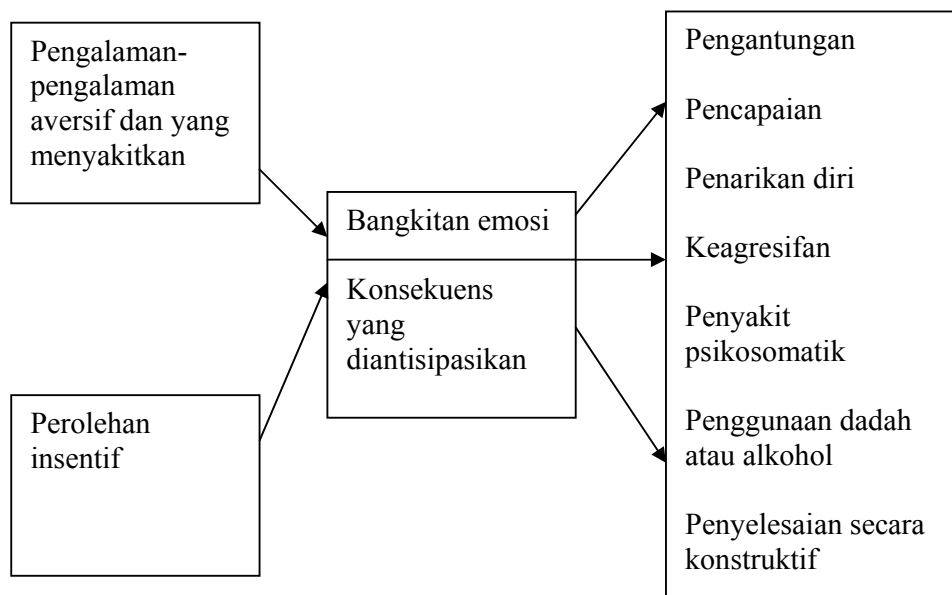 Pengalaman-
pengalaman
aversif dan yang
menyakitkan
Perolehan
insentif
Bangkitan emosi
Konsekuens
yang
diantisipasikan
Pengantungan
Pencapaian
Penarikan diri
Keagresifan
Penyakit
psikosomatik
Penggunaan dadah
atau alkohol
Penyelesaian secara
konstruktif